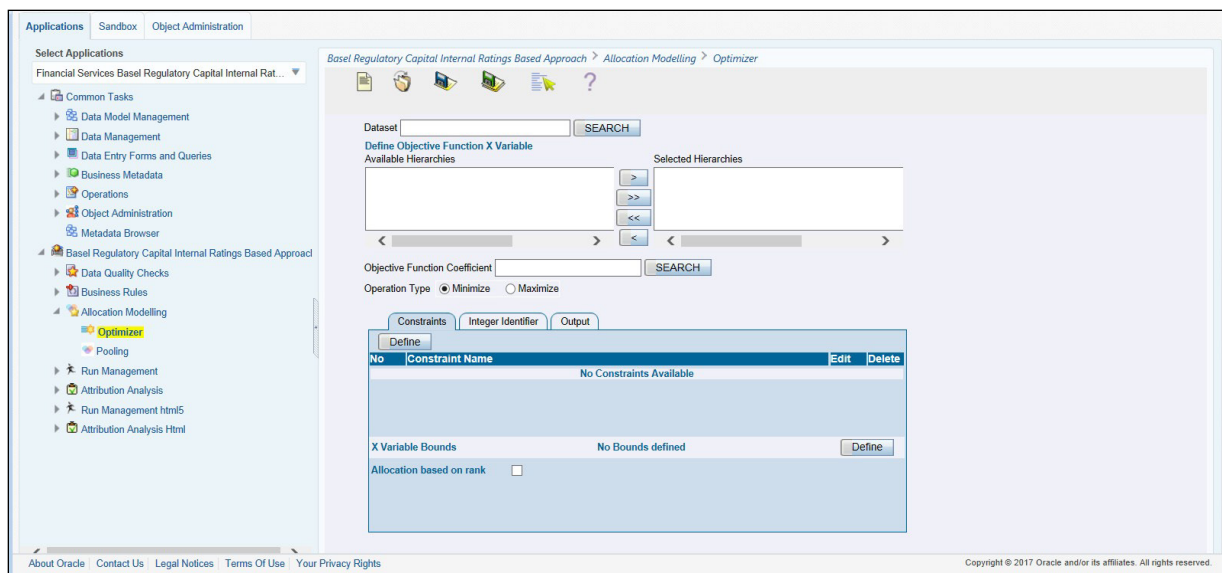 Applications Sandbox Object Administration
Select Applications
Financial Services Basel Regulatory Capital Internal Rat...
Common Tasks
Data Model Management
Data Management
Data Entry Forms and Queries
Business Metadata
Operations
Object Administration
Metadata Browser
Basel Regulatory Capital Internal Ratings Based Approacl
Data Quality Checks
Business Rules
Allocation Modelling
Optimizer
Pooling
Run Management
Attribution Analysis
Run Management html5
Attribution Analysis Html
Basel Regulatory Capital Internal Ratings Based Approach > Allocation Modelling > Optimizer
?
Dataset SEARCH
Define Objective Function X Variable
Available Hierarchies Selected Hierarchies
>
>>
<<
<
Objective Function Coefficient SEARCH
Operation Type Minimize Maximize
Constraints Integer Identifier Output
Define
No Constraint Name Edit Delete
No Constraints Available
X Variable Bounds No Bounds defined Define
Allocation based on rank
About Oracle Contact Us Legal Notices Terms Of Use Your Privacy Rights
Copyright © 2017 Oracle and/or its affiliates. All rights reserved.